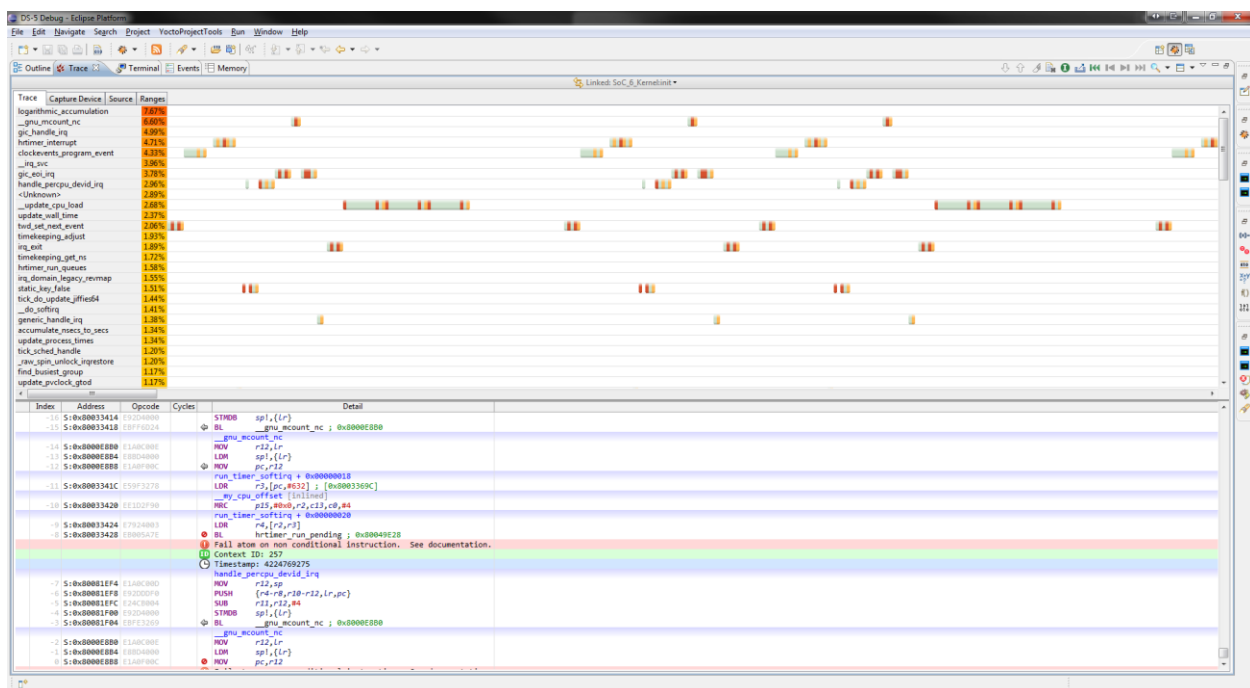 DS-5 Debug - Eclipse Platform
File Edit Navigate Search Project YoctoProjectTools Run Window Help
Outline Trace Terminal Events Memory
Linked: SoC_6_Kernel:init
Trace Capture Device Source Ranges
logarithmic_accumulation 7.67%
__gnu_mcount_nc 6.60%
gic_handle_irq 4.99%
hrtimer_interrupt 4.71%
clockevents_program_event 4.33%
__irq_svc 3.96%
gic_eoi_irq 3.78%
handle_percpu_devid_irq 2.96%
<Unknown> 2.89%
__update_cpu_load 2.68%
update_wall_time 2.37%
twd_set_next_event 2.06%
timekeeping_adjust 1.93%
irq_exit 1.89%
timekeeping_get_ns 1.72%
hrtimer_run_queues 1.58%
irq_domain_legacy_revmap 1.55%
static_key_false 1.51%
tick_do_update_jiffies64 1.44%
__do_softirq 1.41%
generic_handle_irq 1.38%
accumulate_nsecs_to_secs 1.34%
update_process_times 1.34%
tick_sched_handle 1.20%
_raw_spin_unlock_irqrestore 1.20%
find_busiest_group 1.17%
update_pvclock_gtod 1.17%
Index Address Opcode Cycles Detail
-16 S:0x80033414 E92D4000 STMDB sp!,{lr}
-15 S:0x80033418 EBFF6D24 BL __gnu_mcount_nc ; 0x8000E8B0
__gnu_mcount_nc
-14 S:0x8000E8B0 E1A0C00E MOV r12,lr
-13 S:0x8000E8B4 E8BD4000 LDM sp!,{lr}
-12 S:0x8000E8B8 E1A0F00C MOV pc,r12
run_timer_softirq + 0x00000018
-11 S:0x8003341C E59F3278 LDR r3,[pc,#632] ; [0x8003369C]
__my_cpu_offset [inlined]
-10 S:0x80033420 EE1D2F90 MRC p15,#0x0,r2,c13,c0,#4
run_timer_softirq + 0x00000020
-9 S:0x80033424 E7924003 LDR r4,[r2,r3]
-8 S:0x80033428 EB005A7E BL hrtimer_run_pending ; 0x80049E28
Fail atom on non conditional instruction. See documentation.
ID Context ID: 257
Timestamp: 4224769275
handle_percpu_devid_irq
-7 S:0x80081EF4 E1A0C00D MOV r12,sp
-6 S:0x80081EF8 E92DDDF0 PUSH {r4-r8,r10-r12,lr,pc}
-5 S:0x80081EFC E24CB004 SUB r11,r12,#4
-4 S:0x80081F00 E92D4000 STMDB sp!,{lr}
-3 S:0x80081F04 EBFE3269 BL __gnu_mcount_nc ; 0x8000E8B0
__gnu_mcount_nc
-2 S:0x8000E8B0 E1A0C00E MOV r12,lr
-1 S:0x8000E8B4 E8BD4000 LDM sp!,{lr}
0 S:0x8000E8B8 E1A0F00C MOV pc,r12